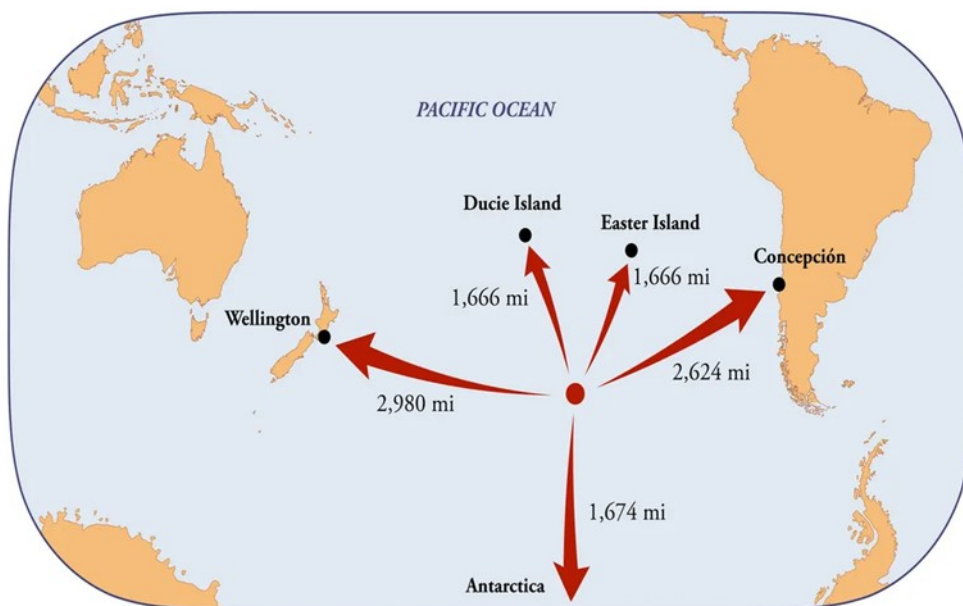 PACIFIC OCEAN
Ducie Island
Easter Island
Concepción
1,666 mi
1,666 mi
Wellington
2,624 mi
2,980 mi
1,674 mi
Antarctica